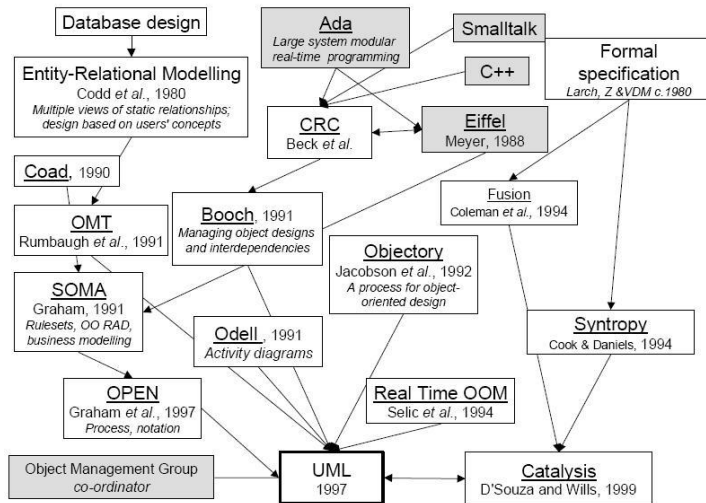 Database design
Entity-Relational Modelling
Codd et al., 1980
Multiple views of static relationships;
design based on users' concepts
Ada
Large system modular
real-time programming
Smalltalk
C++
Formal
specification
Larch, Z &VDM c.1980
CRC
Beck et al.
Eiffel
Meyer, 1988
Coad, 1990
OMT
Rumbaugh et al., 1991
Booch, 1991
Managing object designs
and interdependencies
Fusion
Coleman et al., 1994
Objectory
Jacobson et al., 1992
A process for object-
oriented design
SOMA
Graham, 1991
Rulesets, OO RAD,
business modelling
Odell, 1991
Activity diagrams
Syntropy
Cook & Daniels, 1994
OPEN
Graham et al., 1997
Process, notation
Real Time OOM
Selic et al., 1994
Object Management Group
co-ordinator
UML
1997
Catalysis
D'Souza and Wills, 1999